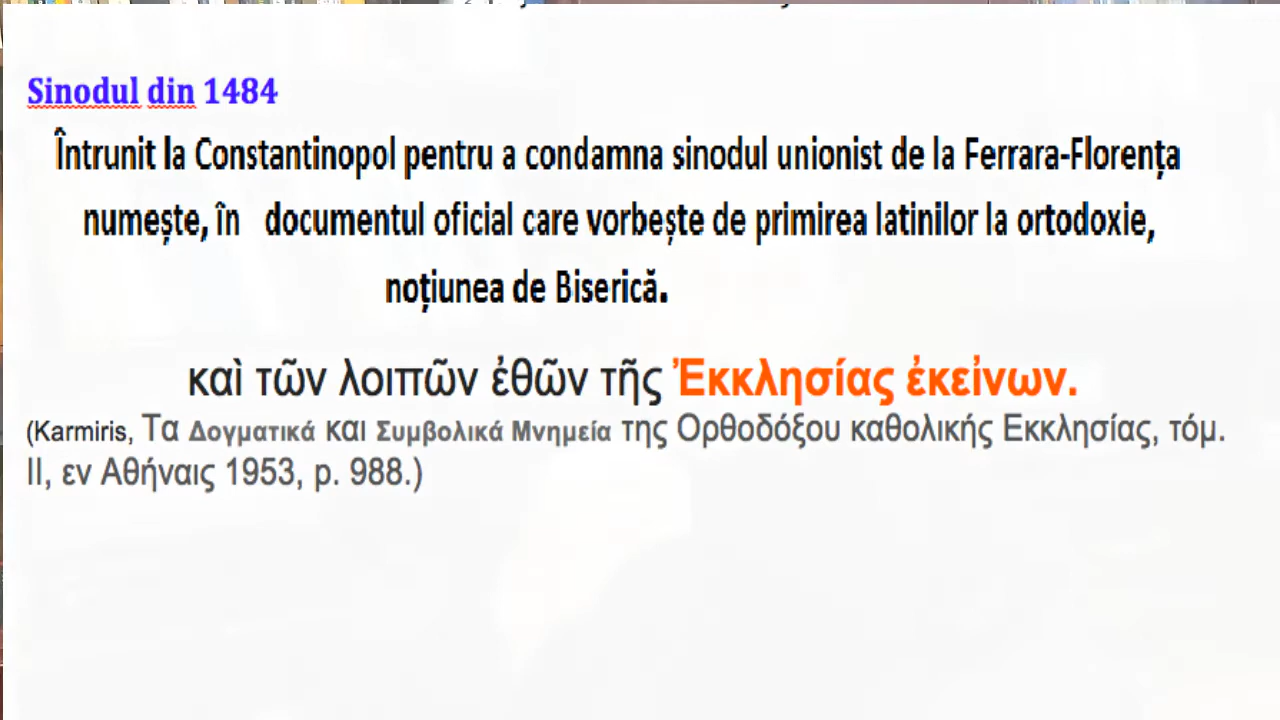 Sinodul din 1484
Întrunit la Constantinopol pentru a condamna sinodul unionist de la Ferrara-Florența
numește, în documentul oficial care vorbește de primirea latinilor la ortodoxie,
noțiunea de Biserică.
καὶ τῶν λοιπῶν ἐθῶν τῆς Ἐκκλησίας ἐκείνων.
(Karmiris, Τα Δογματικά και Συμβολικά Μνημεία της Ορθοδόξου καθολικής Εκκλησίας, τόμ.
II, εν Αθήναις 1953, p. 988.)